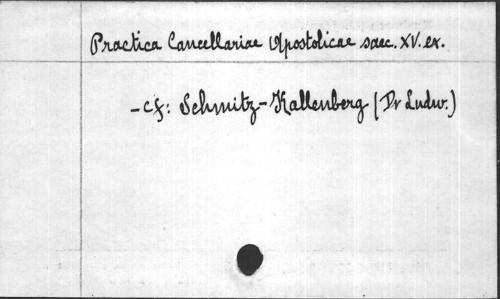 Practica Cancellariae Apostolicae saec. XV. ex.
- cf: Schmitz-Kallenberg (Dr Ludw.)